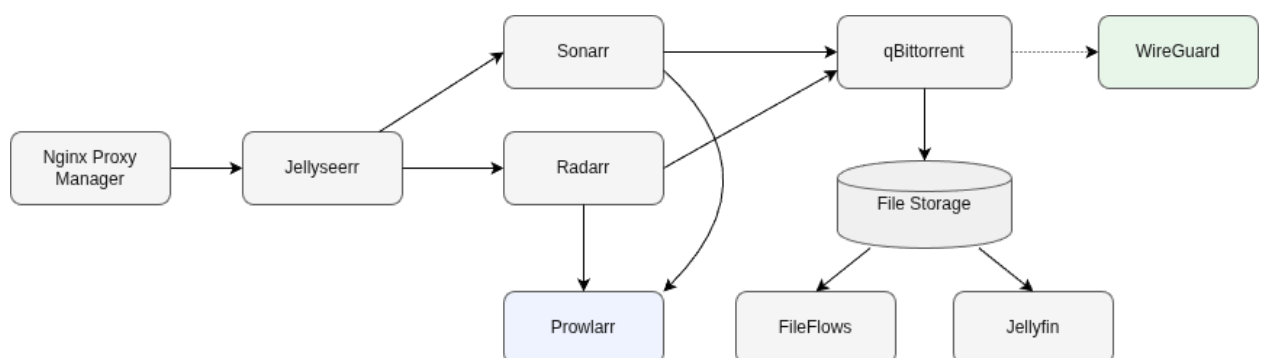 Sonarr
qBittorrent
WireGuard
Nginx Proxy
Manager
Jellyseerr
Radarr
File Storage
Prowlarr
FileFlows
Jellyfin